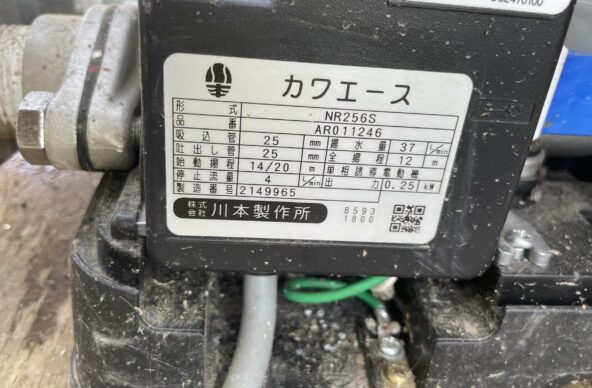 カワエース
形式 NR256S
品番 AR011246
吸込管 25 mm 揚水量 37 L/min
吐出し管 25 mm 全揚程 12 m
始動揚程 14/20 m 単相誘導電動機
停止流量 4 L/min 出力 0.25 kW
製造番号 2149965
株式会社 川本製作所 8593 1800